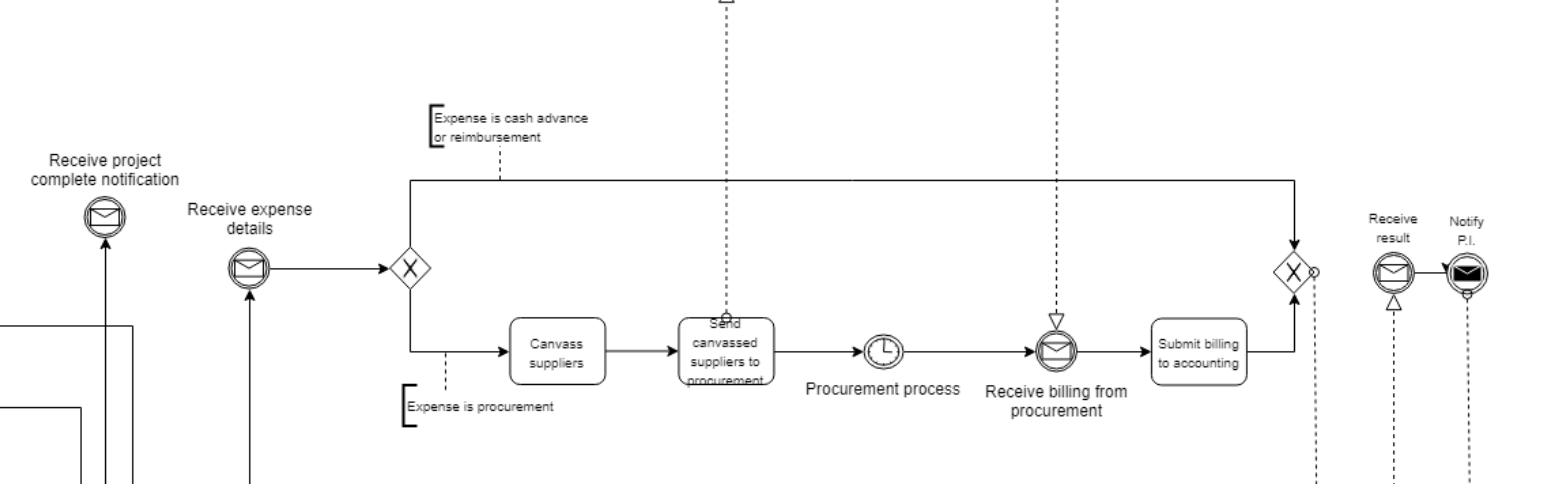 Expense is cash advance
or reimbursement
Receive project
complete notification
Receive expense
details
X
Expense is procurement
Canvass
suppliers
Send
canvassed
suppliers to
procurement
Procurement process
Receive billing from
procurement
Submit billing
to accounting
X
Receive
result
Notify
P.I.